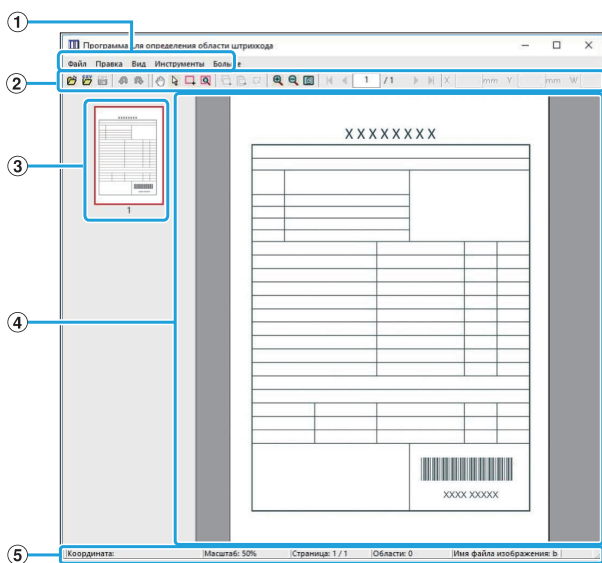 1
Программа для определения области штрихкода
Файл Правка Вид Инструменты Больше
2
1 / 1 X mm Y mm W
3
1
XXXXXXXX
4
XXXX XXXXX
5
Координата: Масштаб: 50% Страница: 1 / 1 Области: 0 Имя файла изображения: b